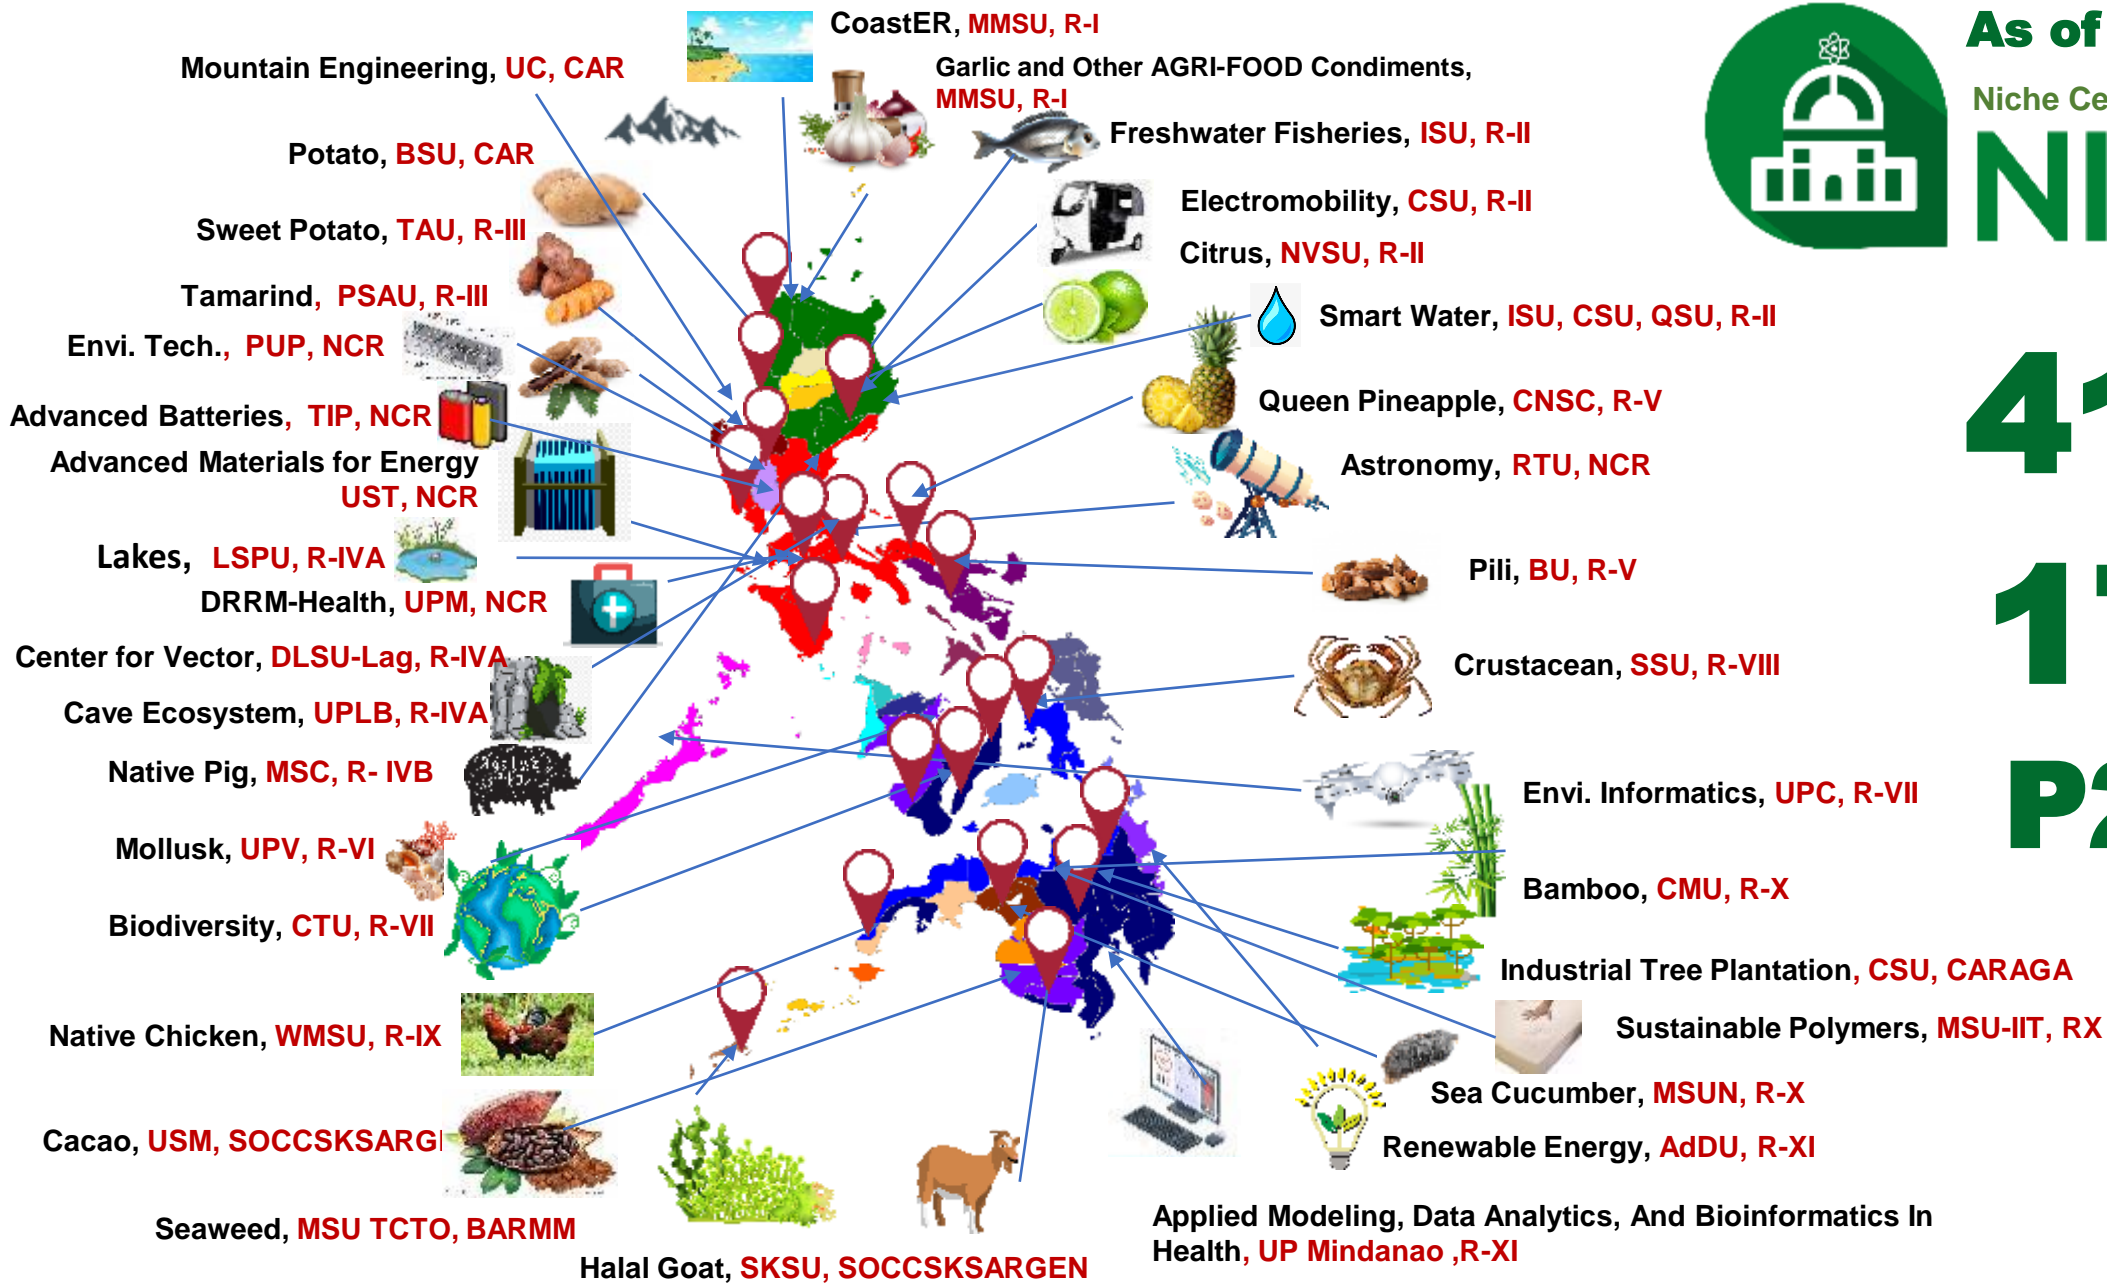 CoastER, MMSU, R-I
Mountain Engineering, UC, CAR
Garlic and Other AGRI-FOOD Condiments,
MMSU, R-I
Potato, BSU, CAR
Freshwater Fisheries, ISU, R-II
Sweet Potato, TAU, R-III
Electromobility, CSU, R-II
Citrus, NVSU, R-II
Tamarind, PSAU, R-III
Smart Water, ISU, CSU, QSU, R-II
Envi. Tech., PUP, NCR
Advanced Batteries, TIP, NCR
Queen Pineapple, CNSC, R-V
Advanced Materials for Energy
UST, NCR
Astronomy, RTU, NCR
Lakes, LSPU, R-IVA
Pili, BU, R-V
DRRM-Health, UPM, NCR
Center for Vector, DLSU-Lag, R-IVA
Crustacean, SSU, R-VIII
Cave Ecosystem, UPLB, R-IVA
Native Pig, MSC, R- IVB
Envi. Informatics, UPC, R-VII
Mollusk, UPV, R-VI
Bamboo, CMU, R-X
Biodiversity, CTU, R-VII
Industrial Tree Plantation, CSU, CARAGA
Native Chicken, WMSU, R-IX
Sustainable Polymers, MSU-IIT, RX
Sea Cucumber, MSUN, R-X
Cacao, USM, SOCCSKSARG
Renewable Energy, AdDU, R-XI
Seaweed, MSU TCTO, BARMM
Applied Modeling, Data Analytics, And Bioinformatics In
Health, UP Mindanao ,R-XI
Halal Goat, SKSU, SOCCSKSARGEN
As of
Niche Ce
NI
41
17
P2